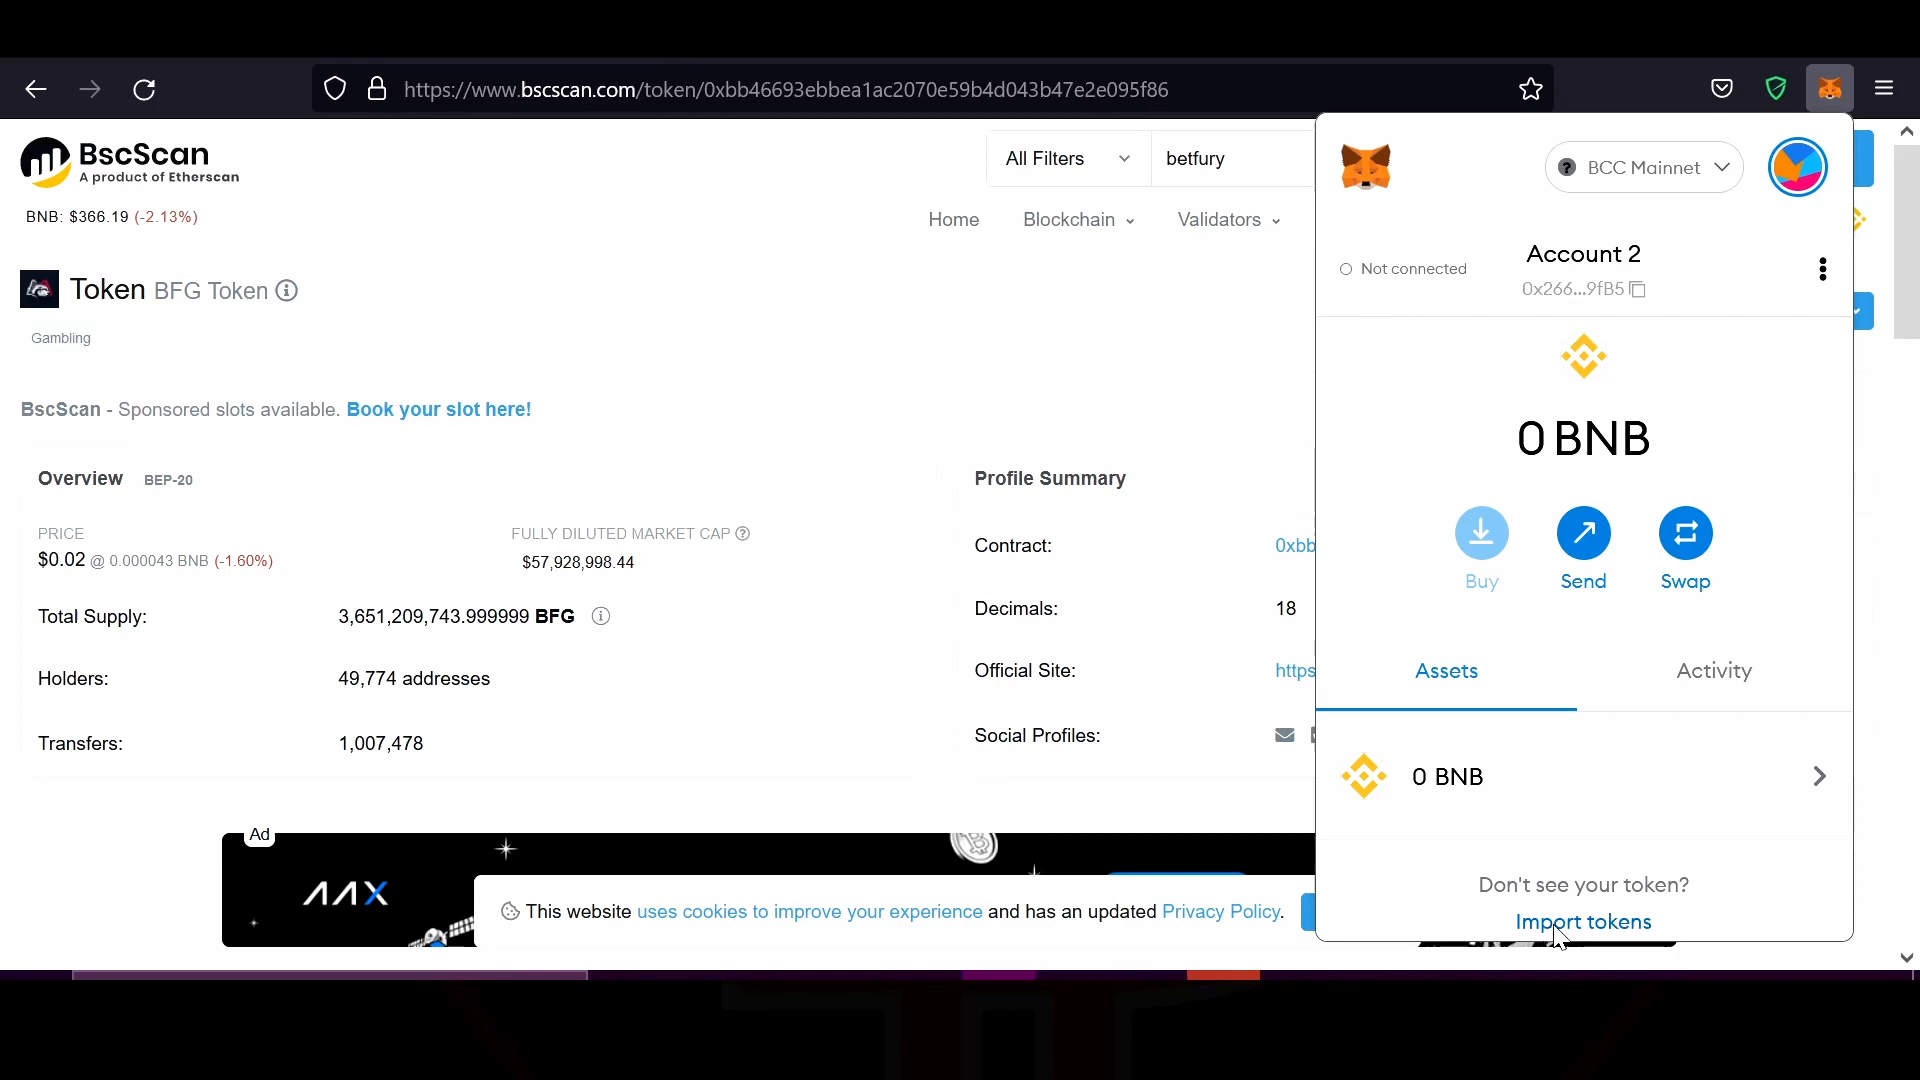 https://www.bscscan.com/token/0xbb46693ebbea1ac2070e59b4d043b47e2e095f86
BscScan
A product of Etherscan
BNB: $366.19 (-2.13%)
All Filters
betfury
Home
Blockchain
Validators
Token BFG Token
Gambling
BscScan - Sponsored slots available. Book your slot here!
Overview BEP-20
PRICE
$0.02 @ 0.000043 BNB (-1.60%)
FULLY DILUTED MARKET CAP
$57,928,998.44
Total Supply:
3,651,209,743.999999 BFG
Holders:
49,774 addresses
Transfers:
1,007,478
Profile Summary
Contract:
0xbb
Decimals:
18
Official Site:
https
Social Profiles:
Ad
AAX
This website uses cookies to improve your experience and has an updated Privacy Policy.
BCC Mainnet
Not connected
Account 2
0x266...9fB5
0 BNB
Buy
Send
Swap
Assets
Activity
0 BNB
Don't see your token?
Import tokens